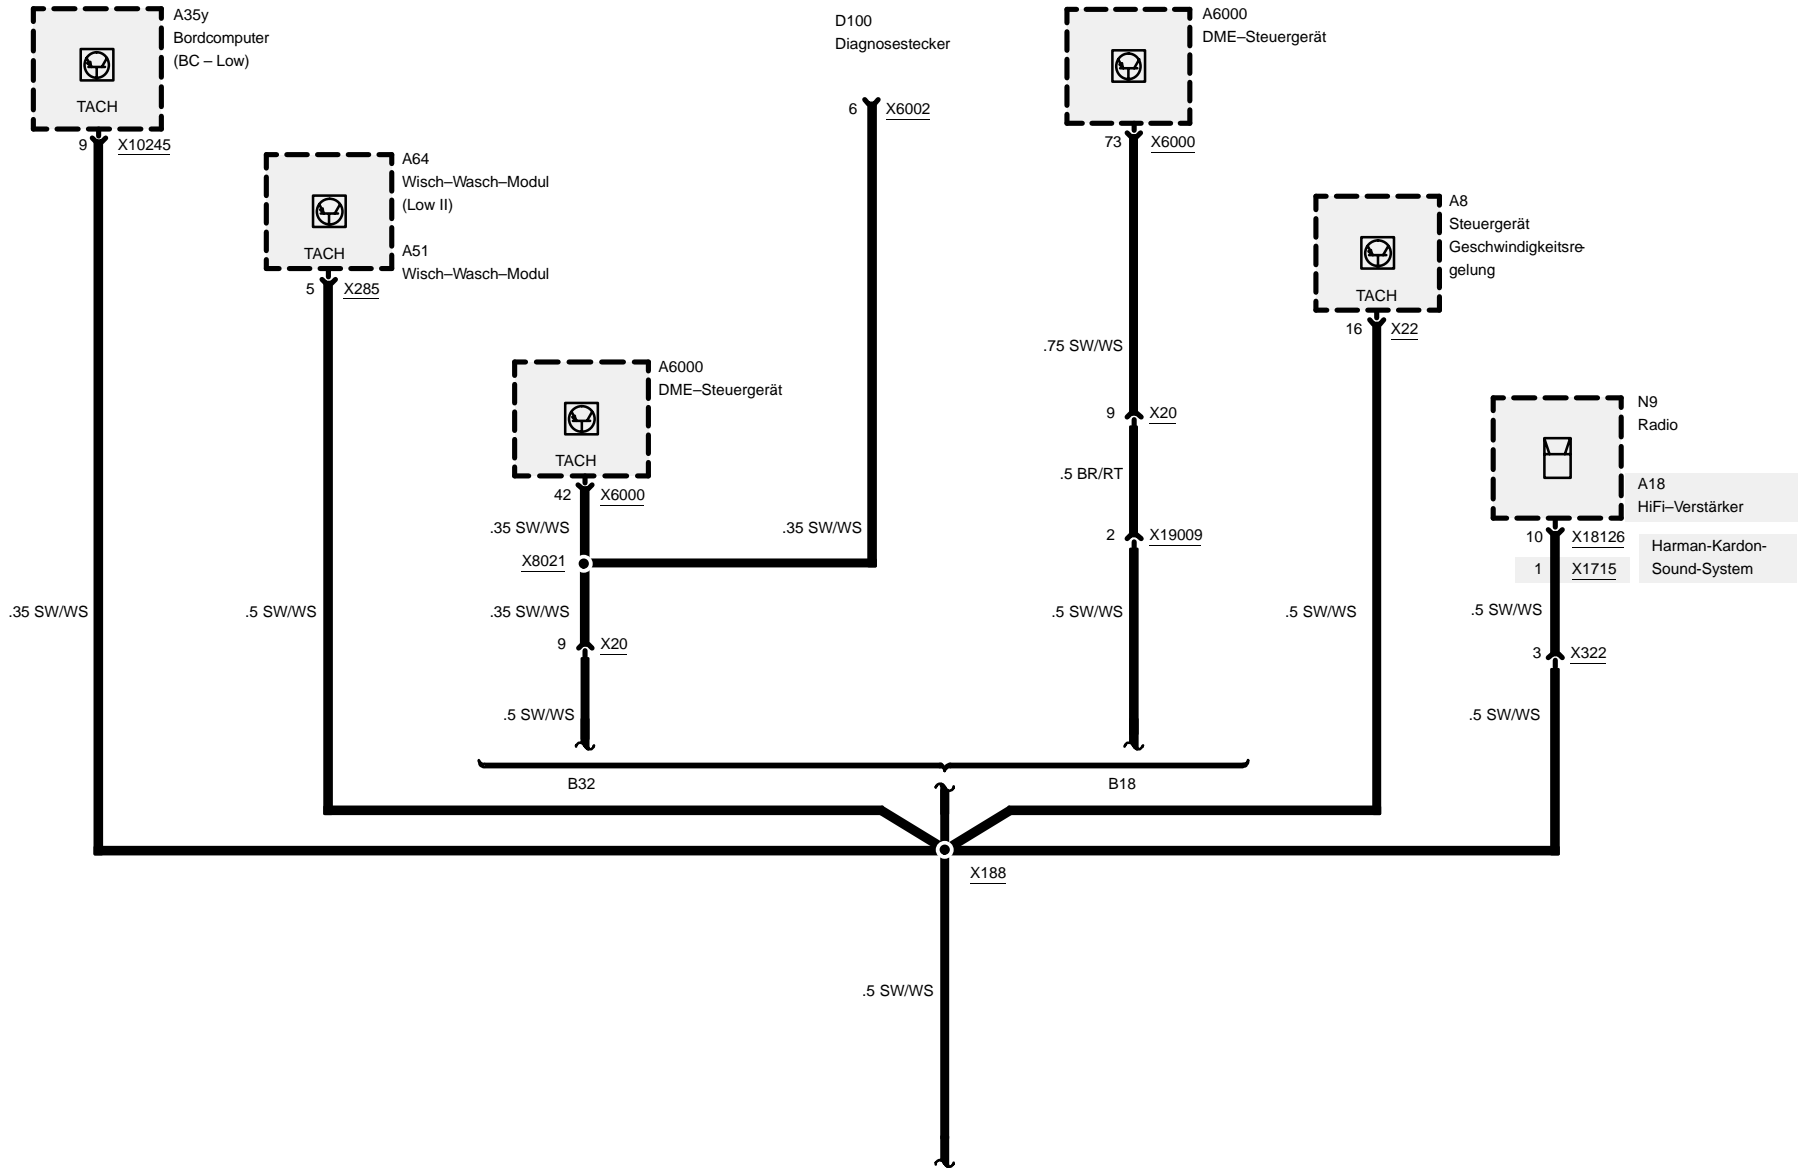 A35y
Bordcomputer
(BC – Low)
TACH
9 X10245
.35 SW/WS
A64
Wisch–Wasch–Modul
(Low II)
A51
Wisch–Wasch–Modul
TACH
5 X285
.5 SW/WS
A6000
DME–Steuergerät
TACH
42 X6000
.35 SW/WS
X8021
.35 SW/WS
9 X20
.5 SW/WS
B32
D100
Diagnosestecker
6 X6002
.35 SW/WS
A6000
DME–Steuergerät
73 X6000
.75 SW/WS
9 X20
.5 BR/RT
2 X19009
.5 SW/WS
B18
A8
Steuergerät
Geschwindigkeitsre-
gelung
TACH
16 X22
.5 SW/WS
N9
Radio
A18
HiFi–Verstärker
10 X18126
Harman-Kardon-
Sound-System
1 X1715
.5 SW/WS
3 X322
.5 SW/WS
X188
.5 SW/WS